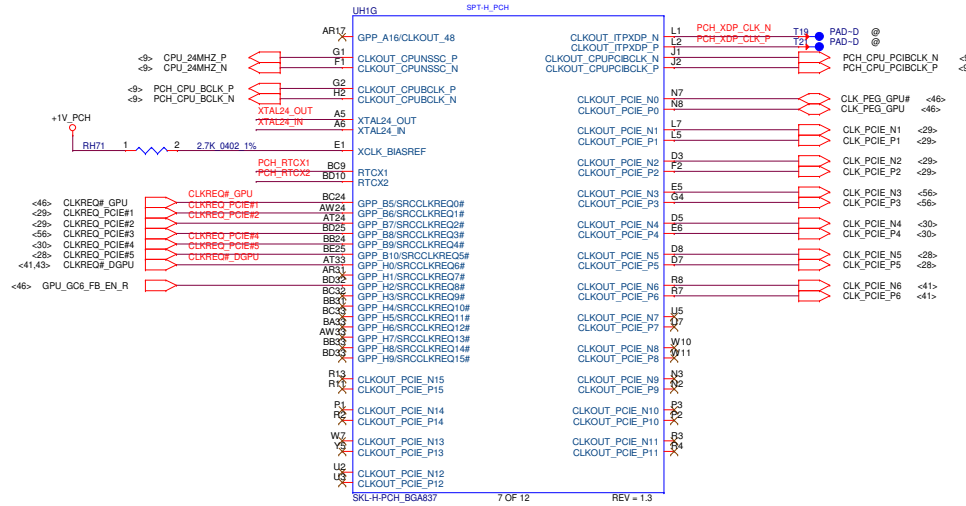 UH1G SPT-H_PCH
AR17 GPP_A16/CLKOUT_48
<9> CPU_24MHZ_P G1 CLKOUT_CPUNSSC_P
<9> CPU_24MHZ_N F1 CLKOUT_CPUNSSC_N
<9> PCH_CPU_BCLK_P G2 CLKOUT_CPUBCLK_P
<9> PCH_CPU_BCLK_N H2 CLKOUT_CPUBCLK_N
XTAL24_OUT A5 XTAL24_OUT
XTAL24_IN A6 XTAL24_IN
+1V_PCH
RH71 1 2 2.7K_0402_1% E1 XCLK_BIASREF
PCH_RTCX1 BC9 RTCX1
PCH_RTCX2 BD10 RTCX2
<46> CLKREQ#_GPU CLKREQ#_GPU BC24 GPP_B5/SRCCLKREQ0#
<29> CLKREQ_PCIE#1 CLKREQ_PCIE#1 AW24 GPP_B6/SRCCLKREQ1#
<29> CLKREQ_PCIE#2 CLKREQ_PCIE#2 AT24 GPP_B7/SRCCLKREQ2#
<56> CLKREQ_PCIE#3 BD25 GPP_B8/SRCCLKREQ3#
<30> CLKREQ_PCIE#4 CLKREQ_PCIE#4 BB24 GPP_B9/SRCCLKREQ4#
<28> CLKREQ_PCIE#5 CLKREQ_PCIE#5 BE25 GPP_B10/SRCCLKREQ5#
<41,43> CLKREQ#_DGPU CLKREQ#_DGPU AT33 GPP_H0/SRCCLKREQ6#
AR31 GPP_H1/SRCCLKREQ7#
<46> GPU_GC6_FB_EN_R BD32 GPP_H2/SRCCLKREQ8#
BC32 GPP_H3/SRCCLKREQ9#
BB31 GPP_H4/SRCCLKREQ10#
BC33 GPP_H5/SRCCLKREQ11#
BA33 GPP_H6/SRCCLKREQ12#
AW33 GPP_H7/SRCCLKREQ13#
BB33 GPP_H8/SRCCLKREQ14#
BD33 GPP_H9/SRCCLKREQ15#
R13 CLKOUT_PCIE_N15
R11 CLKOUT_PCIE_P15
P1 CLKOUT_PCIE_N14
R2 CLKOUT_PCIE_P14
W7 CLKOUT_PCIE_N13
Y5 CLKOUT_PCIE_P13
U2 CLKOUT_PCIE_N12
U3 CLKOUT_PCIE_P12
CLKOUT_ITPXDP_N L1 PCH_XDP_CLK_N T19 PAD~D @
CLKOUT_ITPXDP_P L2 PCH_XDP_CLK_P T21 PAD~D @
CLKOUT_CPUPCIBCLK_N J1 PCH_CPU_PCIBCLK_N
CLKOUT_CPUPCIBCLK_P J2 PCH_CPU_PCIBCLK_P
CLKOUT_PCIE_N0 N7 CLK_PEG_GPU# <46>
CLKOUT_PCIE_P0 N8 CLK_PEG_GPU <46>
CLKOUT_PCIE_N1 L7 CLK_PCIE_N1 <29>
CLKOUT_PCIE_P1 L5 CLK_PCIE_P1 <29>
CLKOUT_PCIE_N2 D3 CLK_PCIE_N2 <29>
CLKOUT_PCIE_P2 F2 CLK_PCIE_P2 <29>
CLKOUT_PCIE_N3 E5 CLK_PCIE_N3 <56>
CLKOUT_PCIE_P3 G4 CLK_PCIE_P3 <56>
CLKOUT_PCIE_N4 D5 CLK_PCIE_N4 <30>
CLKOUT_PCIE_P4 E6 CLK_PCIE_P4 <30>
CLKOUT_PCIE_N5 D8 CLK_PCIE_N5 <28>
CLKOUT_PCIE_P5 D7 CLK_PCIE_P5 <28>
CLKOUT_PCIE_N6 R8 CLK_PCIE_N6 <41>
CLKOUT_PCIE_P6 R7 CLK_PCIE_P6 <41>
CLKOUT_PCIE_N7 U5
CLKOUT_PCIE_P7 U7
CLKOUT_PCIE_N8 W10
CLKOUT_PCIE_P8 W11
CLKOUT_PCIE_N9 N3
CLKOUT_PCIE_P9 N2
CLKOUT_PCIE_N10 P3
CLKOUT_PCIE_P10 P2
CLKOUT_PCIE_N11 R3
CLKOUT_PCIE_P11 R4
SKL-H-PCH_BGA837 7 OF 12 REV = 1.3